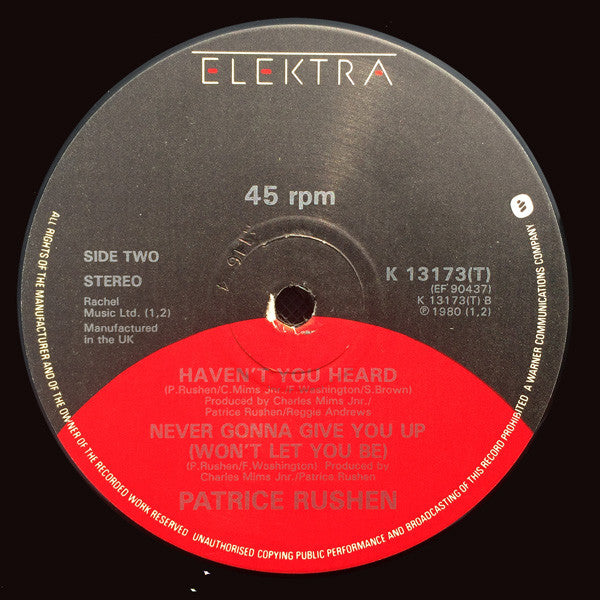 ELEKTRA
45 rpm
SIDE TWO
STEREO
Rachel
Music Ltd. (1,2)
Manufactured
in the UK
K 13173(T)
(EF 90437)
K 13173(T) B
℗ 1980 (1,2)
HAVEN'T YOU HEARD
(P.Rushen/C.Mims Jnr./F.Washington/S.Brown)
Produced by Charles Mims Jnr./
Patrice Rushen/Reggie Andrews
NEVER GONNA GIVE YOU UP
(WON'T LET YOU BE)
(P.Rushen/F.Washington) Produced by
Charles Mims Jnr./Patrice Rushen
PATRICE RUSHEN
ALL RIGHTS OF THE MANUFACTURER AND OF THE OWNER OF THE RECORDED WORK RESERVED UNAUTHORISED COPYING PUBLIC PERFORMANCE AND BROADCASTING OF THIS RECORD PROHIBITED A WARNER COMMUNICATIONS COMPANY